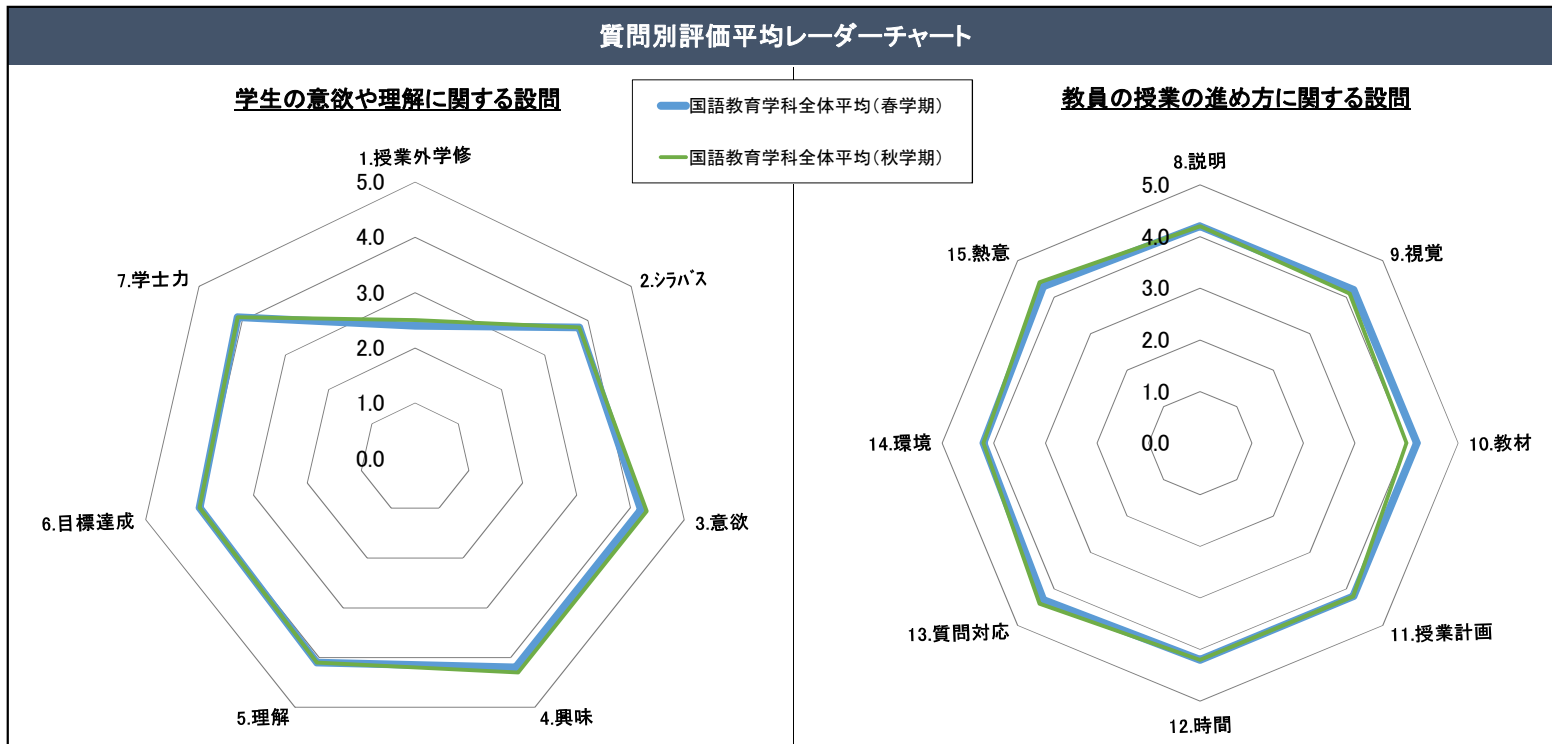 質問別評価平均レーダーチャート
学生の意欲や理解に関する設問
国語教育学科全体平均(春学期)
国語教育学科全体平均(秋学期)
1.授業外学修
2.シラバス
3.意欲
4.興味
5.理解
6.目標達成
7.学士力
5.0
4.0
3.0
2.0
1.0
0.0
教員の授業の進め方に関する設問
8.説明
9.視覚
10.教材
11.授業計画
12.時間
13.質問対応
14.環境
15.熱意
5.0
4.0
3.0
2.0
1.0
0.0